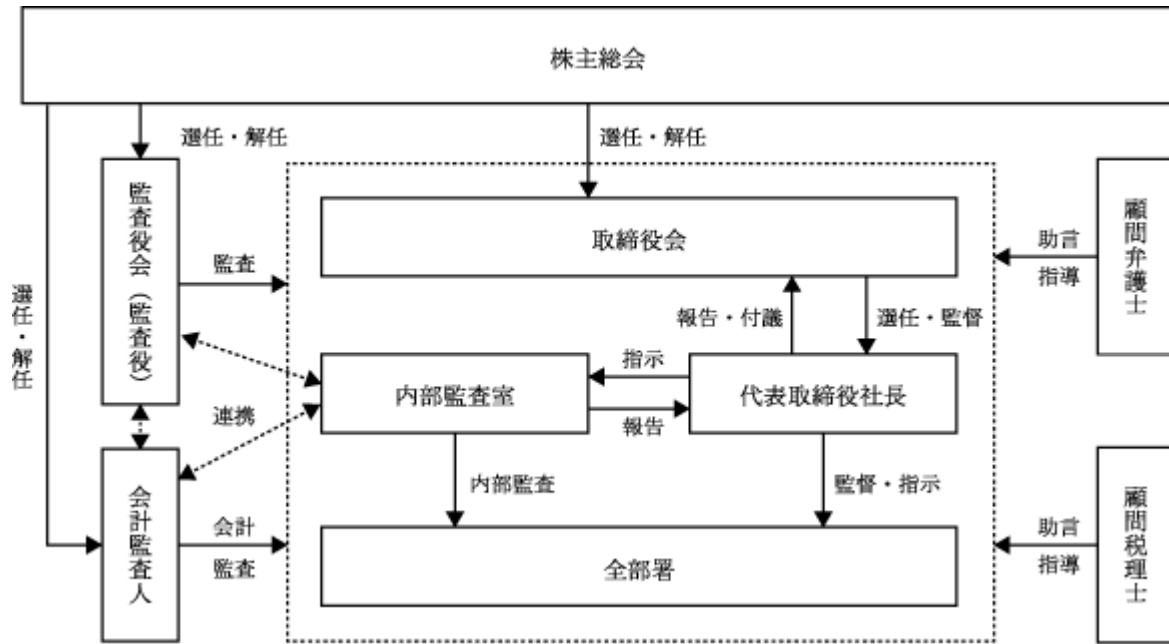 株主総会
選任・解任
選任・解任
選任・解任
監査役会（監査役）
取締役会
顧問弁護士
監査
助言
指導
報告・付議
選任・監督
指示
内部監査室
代表取締役社長
報告
連携
内部監査
監督・指示
会計監査人
会計
監査
全部署
助言
指導
顧問税理士